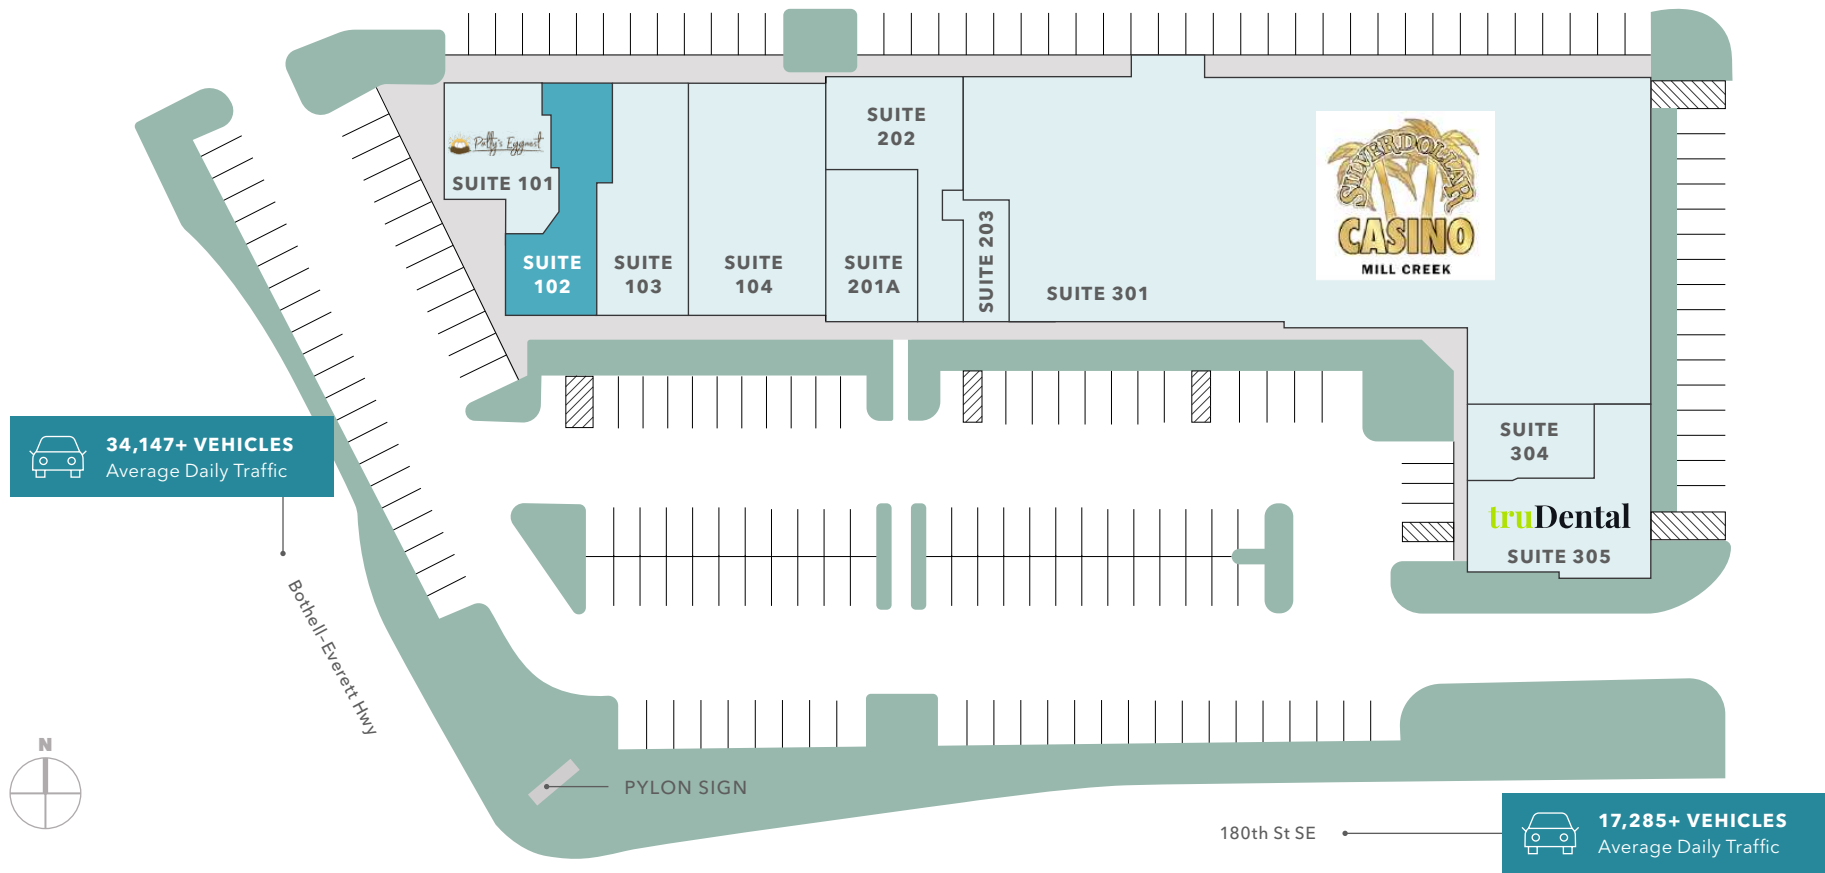 Patty's Eggnest
SUITE 101
SUITE
102
SUITE
103
SUITE
104
SUITE
202
SUITE
201A
SUITE 203
SUITE 301
SILVER DOLLAR
CASINO
MILL CREEK
SUITE
304
truDental
SUITE 305
34,147+ VEHICLES
Average Daily Traffic
Bothell-Everett Hwy
N
PYLON SIGN
180th St SE
17,285+ VEHICLES
Average Daily Traffic